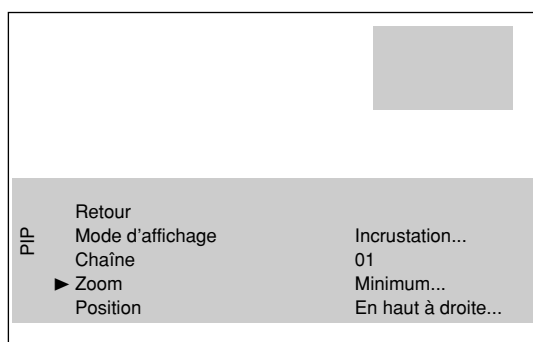 PIP
Retour
Mode d'affichage Incrustation...
Chaîne 01
► Zoom Minimum...
Position En haut à droite...